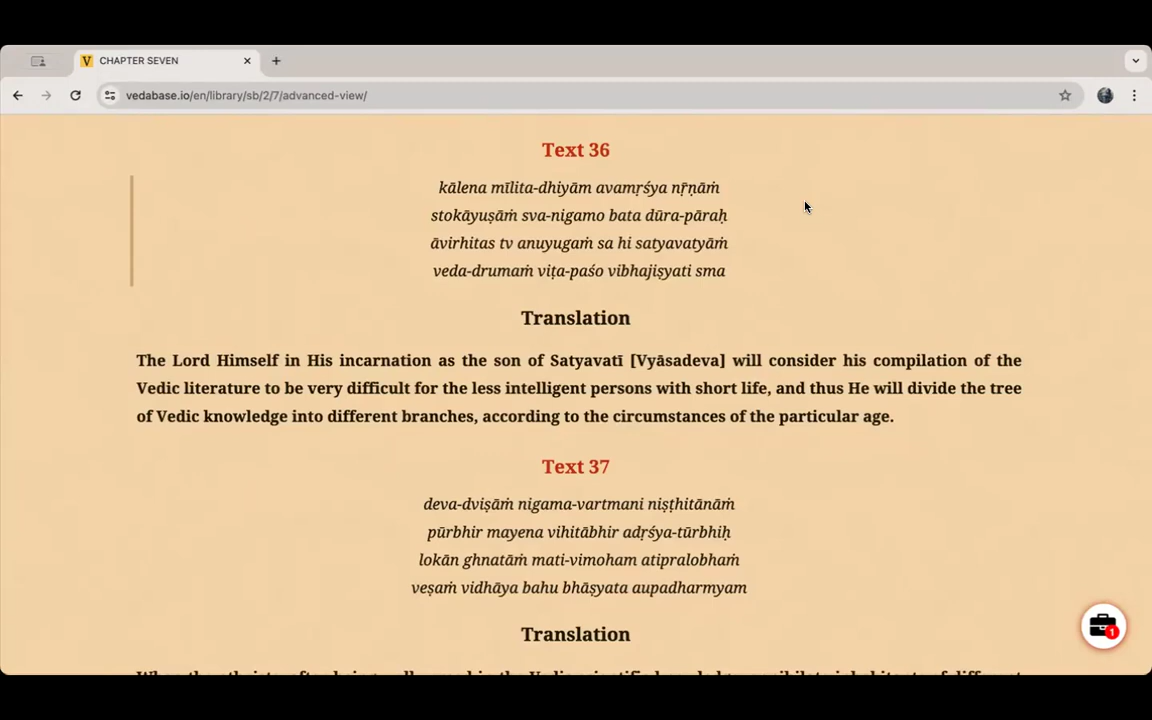 CHAPTER SEVEN
vedabase.io/en/library/sb/2/7/advanced-view/
Text 36
kālena mīlita-dhiyām avamṛśya nṝṇāṁ
stokāyuṣāṁ sva-nigamo bata dūra-pāraḥ
āvirhitas tv anuyugaṁ sa hi satyavatyāṁ
veda-drumaṁ viṭa-paśo vibhajiṣyati sma
Translation
The Lord Himself in His incarnation as the son of Satyavatī [Vyāsadeva] will consider his compilation of the
Vedic literature to be very difficult for the less intelligent persons with short life, and thus He will divide the tree
of Vedic knowledge into different branches, according to the circumstances of the particular age.
Text 37
deva-dviṣāṁ nigama-vartmani niṣṭhitānāṁ
pūrbhir mayena vihitābhir adṛśya-tūrbhiḥ
lokān ghnatāṁ mati-vimoham atipralobhaṁ
veṣaṁ vidhāya bahu bhāṣyata aupadharmyam
1
Translation